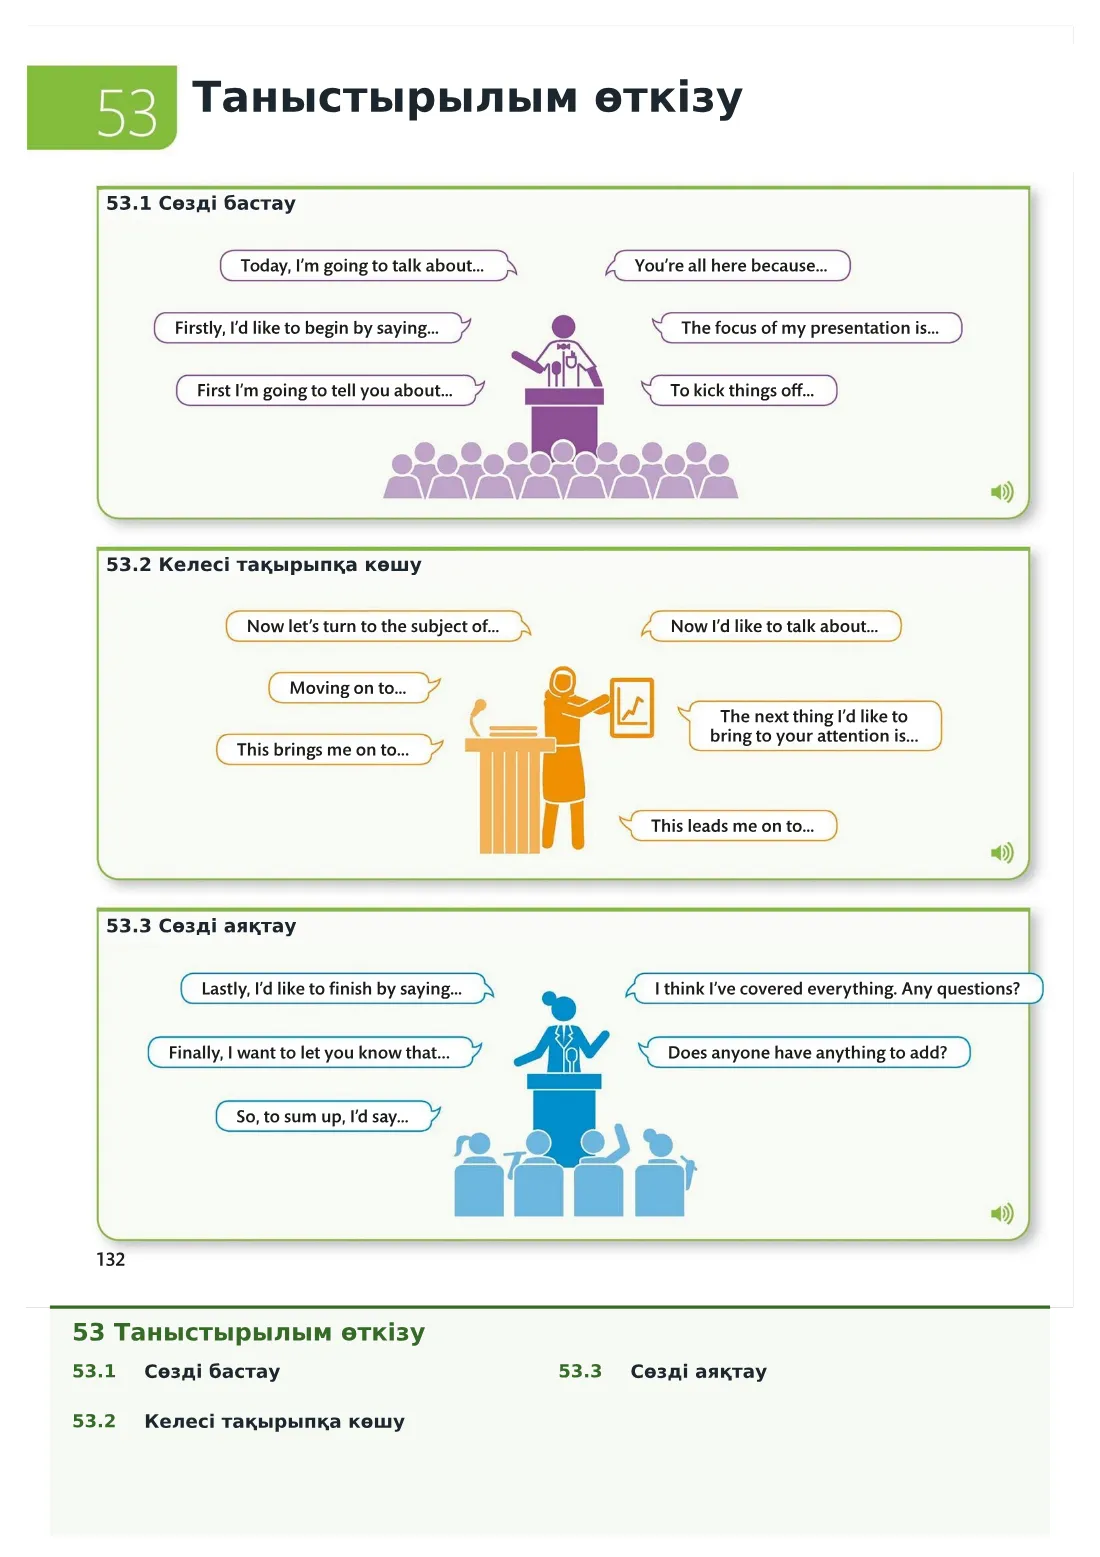 53
Таныстырылым өткізу
53.1 Сөзді бастау
Today, I’m going to talk about...
You’re all here because...
Firstly, I’d like to begin by saying...
The focus of my presentation is...
First I’m going to tell you about...
To kick things off...
53.2 Келесі тақырыпқа көшу
Now let’s turn to the subject of...
Now I’d like to talk about...
Moving on to...
The next thing I’d like to
bring to your attention is...
This brings me on to...
This leads me on to...
53.3 Сөзді аяқтау
Lastly, I’d like to finish by saying...
I think I’ve covered everything. Any questions?
Finally, I want to let you know that...
Does anyone have anything to add?
So, to sum up, I’d say...
132
53 Таныстырылым өткізу
53.1 Сөзді бастау
53.3 Сөзді аяқтау
53.2 Келесі тақырыпқа көшу